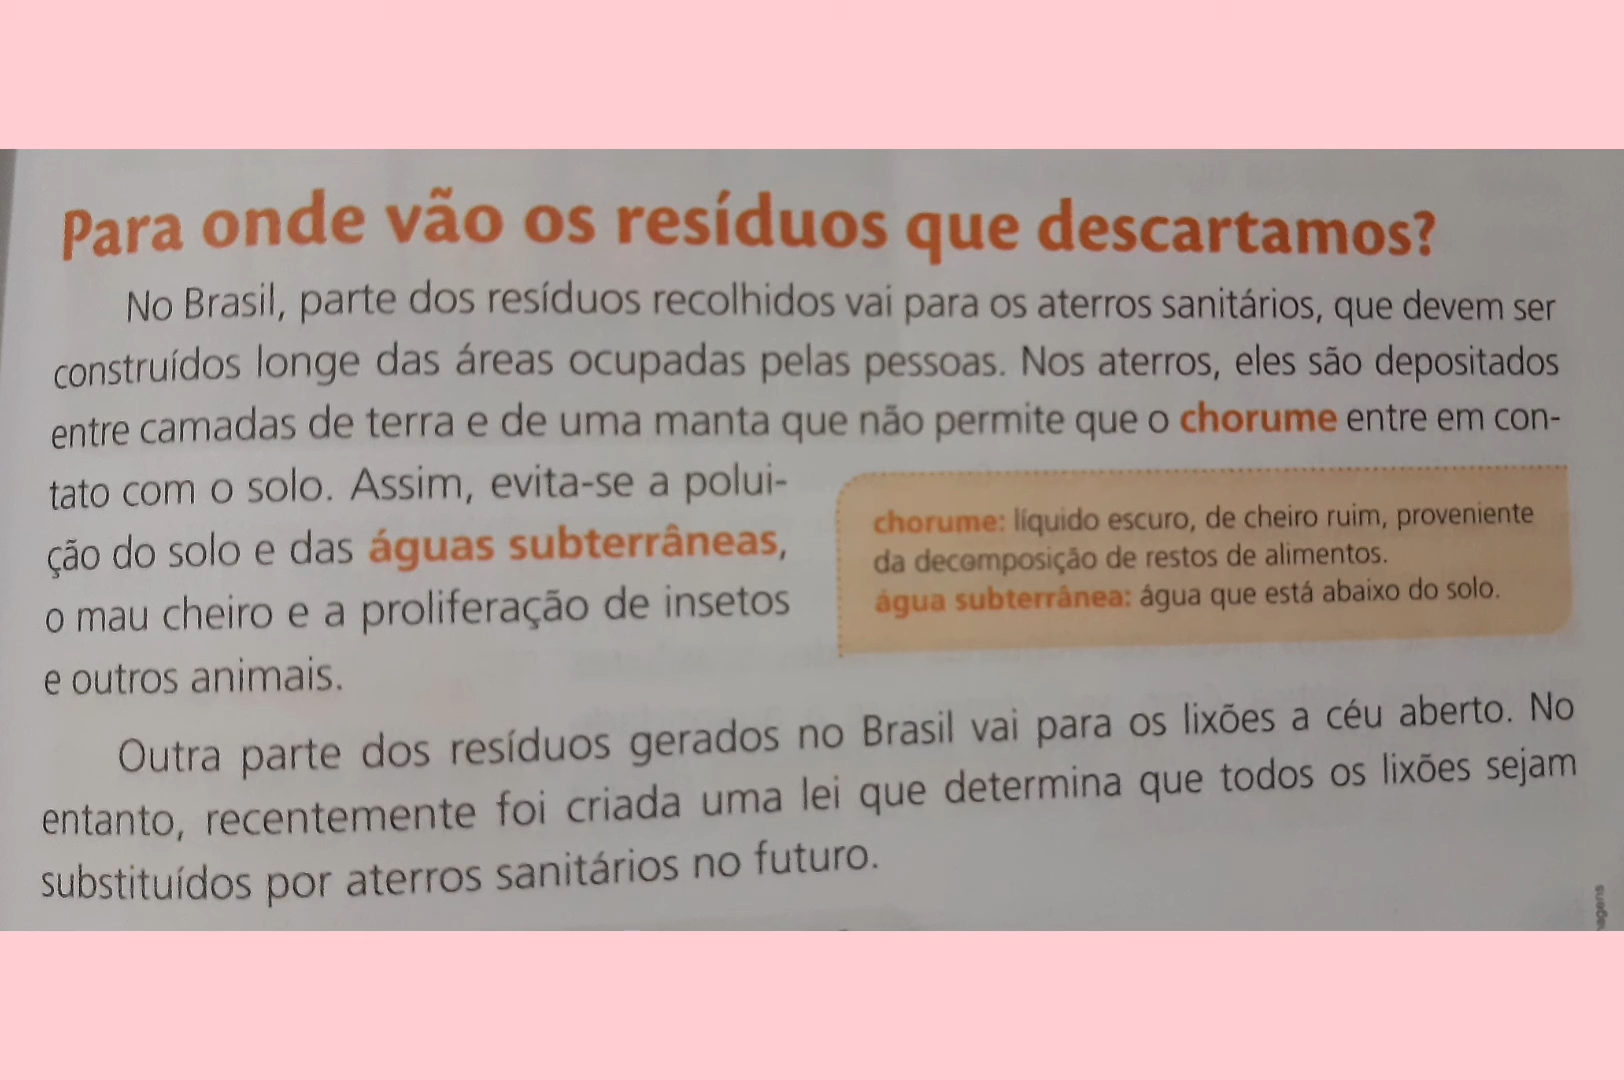 Para onde vão os resíduos que descartamos?
No Brasil, parte dos resíduos recolhidos vai para os aterros sanitários, que devem ser
construídos longe das áreas ocupadas pelas pessoas. Nos aterros, eles são depositados
entre camadas de terra e de uma manta que não permite que o chorume entre em con-
tato com o solo. Assim, evita-se a polui-
ção do solo e das águas subterrâneas,
o mau cheiro e a proliferação de insetos
e outros animais.
chorume: líquido escuro, de cheiro ruim, proveniente
da decomposição de restos de alimentos.
água subterrânea: água que está abaixo do solo.
Outra parte dos resíduos gerados no Brasil vai para os lixões a céu aberto. No
entanto, recentemente foi criada uma lei que determina que todos os lixões sejam
substituídos por aterros sanitários no futuro.